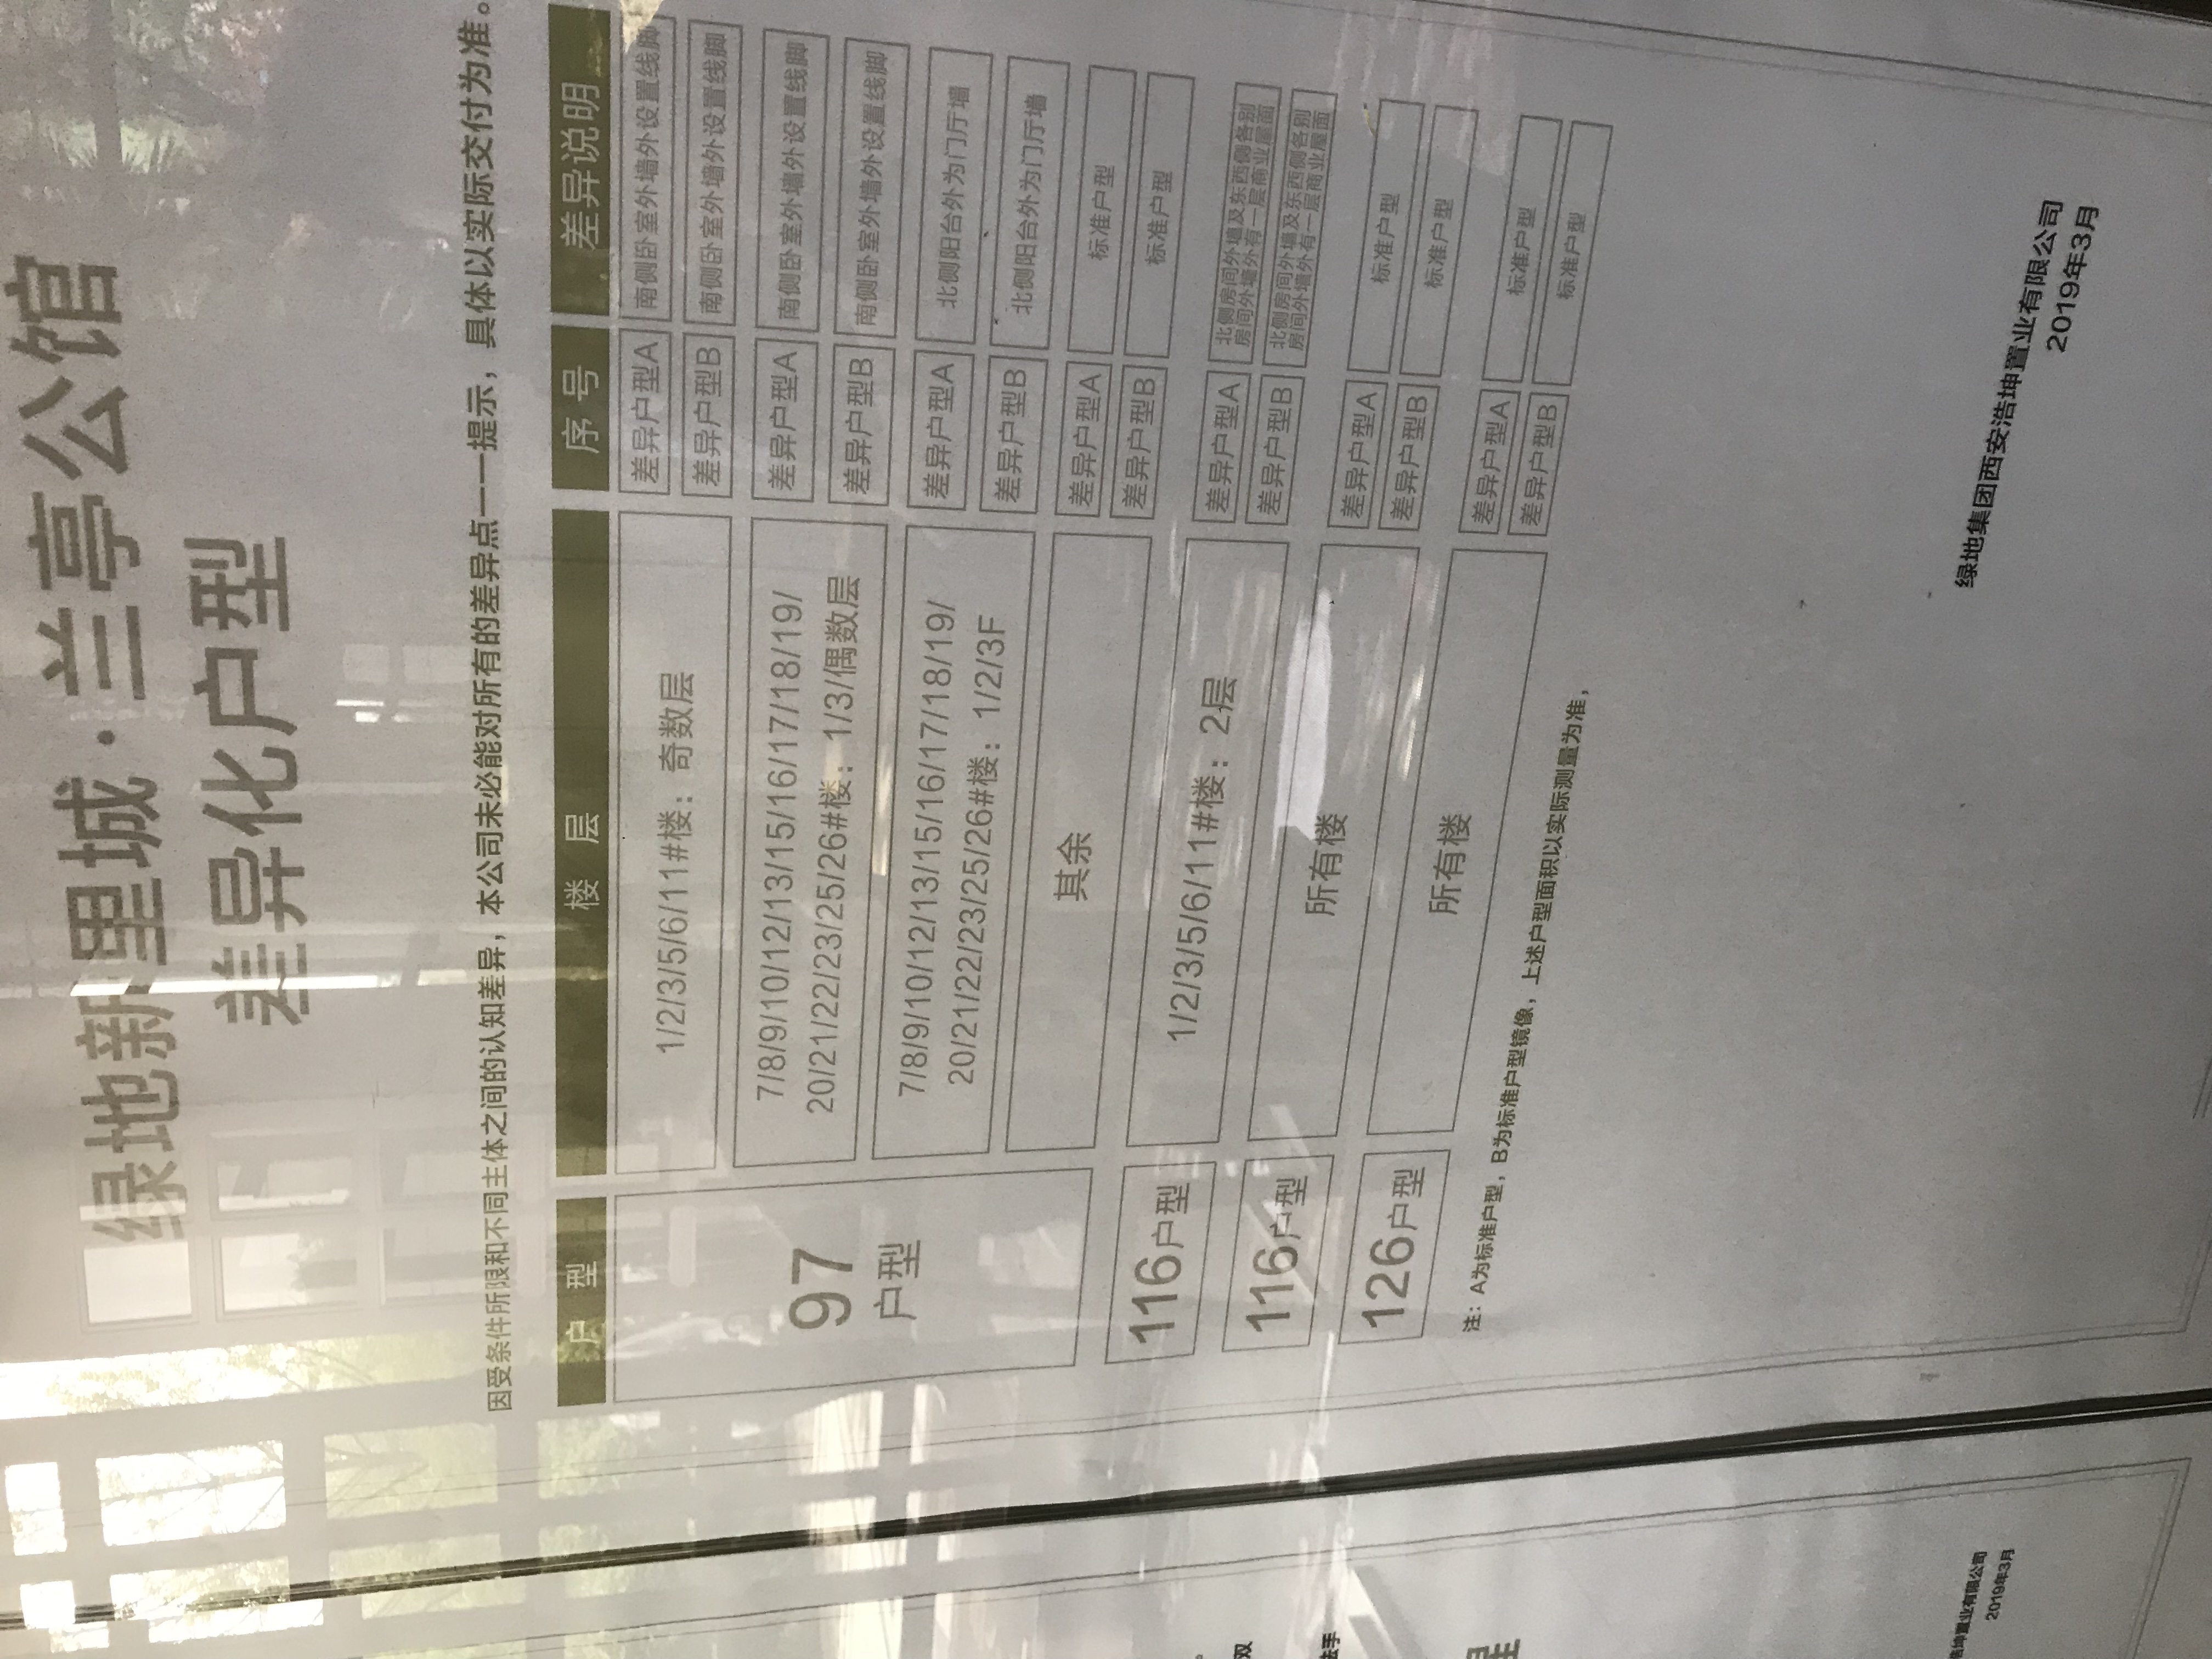 绿地新里城·兰亭公馆
差异化户型
因受条件所限和不同主体之间的认知差异，本公司未必能对所有的差异点一一提示，具体以实际交付为准。
户 型 楼 层 序 号 差异说明
97
户型
1/2/3/5/6/11#楼：奇数层
差异户型A 南侧卧室外墙外设置线脚
差异户型B 南侧卧室外墙外设置线脚
7/8/9/10/12/13/15/16/17/18/19/
20/21/22/23/25/26#楼：1/3/偶数层
差异户型A 南侧卧室外墙外设置线脚
差异户型B 南侧卧室外墙外设置线脚
7/8/9/10/12/13/15/16/17/18/19/
20/21/22/23/25/26#楼：1/2/3F
差异户型A 北侧阳台外为门厅墙
差异户型B 北侧阳台外为门厅墙
其余
差异户型A 标准户型
差异户型B 标准户型
116户型
1/2/3/5/6/11#楼：2层
差异户型A 北侧房间外墙及东西侧各别
房间外墙外有一层商业屋面
差异户型B 北侧房间外墙及东西侧各别
房间外墙外有一层商业屋面
116户型
所有楼
差异户型A 标准户型
差异户型B 标准户型
126户型
所有楼
差异户型A 标准户型
差异户型B 标准户型
注：A为标准户型，B为标准户型镜像，上述户型面积以实际测量为准，
绿地集团西安浩坤置业有限公司
2019年3月
双
法手
浩坤置业有限公司
2019年3月